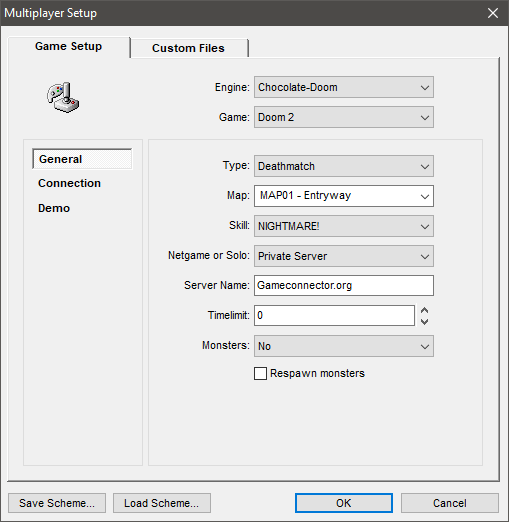 Multiplayer Setup
Game Setup
Custom Files
Engine: Chocolate-Doom
Game: Doom 2
General
Connection
Demo
Type: Deathmatch
Map: MAP01 - Entryway
Skill: NIGHTMARE!
Netgame or Solo: Private Server
Server Name: Gameconnector.org
Timelimit: 0
Monsters: No
Respawn monsters
Save Scheme...
Load Scheme...
OK
Cancel